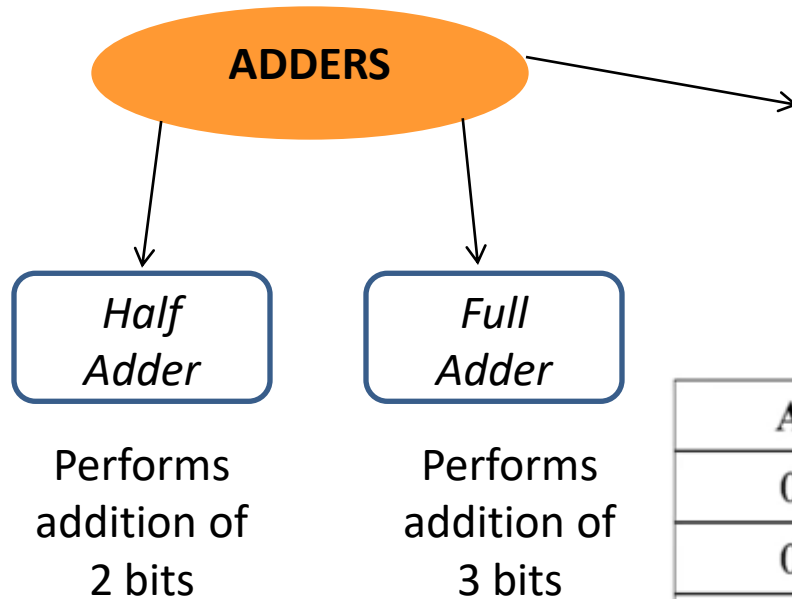 ADDERS
Half
Adder
Full
Adder
Performs
addition of
2 bits
Performs
addition of
3 bits